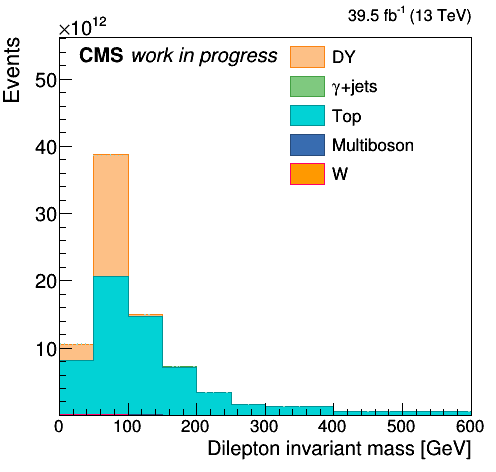 39.5 fb⁻¹ (13 TeV)
×10¹²
CMS work in progress
DY
γ+jets
Top
Multiboson
W
Events
50
40
30
20
10
0 100 200 300 400 500 600
Dilepton invariant mass [GeV]